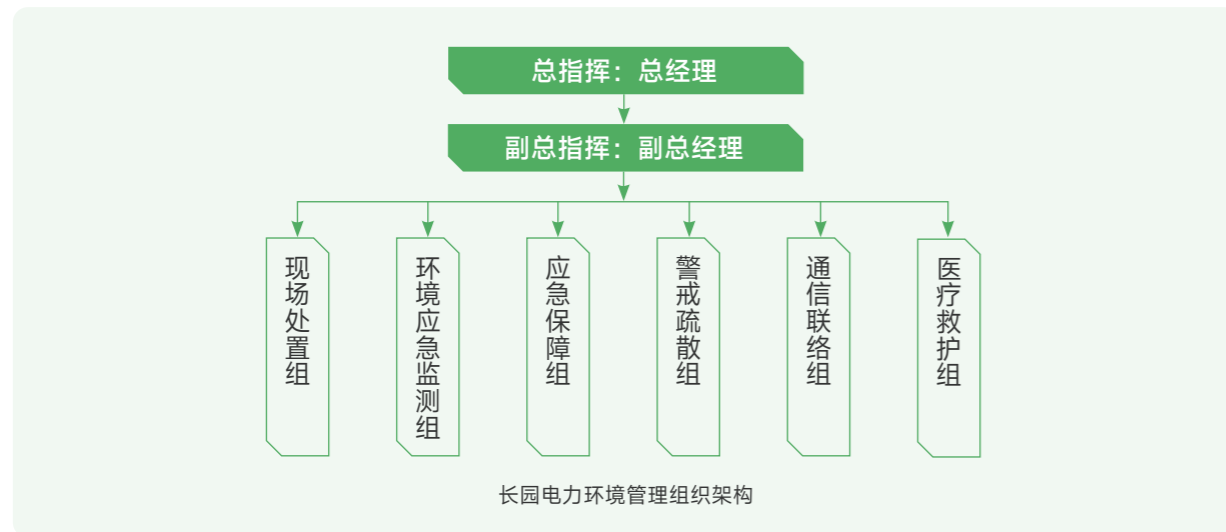 总指挥：总经理
副总指挥：副总经理
现场处置组
环境应急监测组
应急保障组
警戒疏散组
通信联络组
医疗救护组
长园电力环境管理组织架构